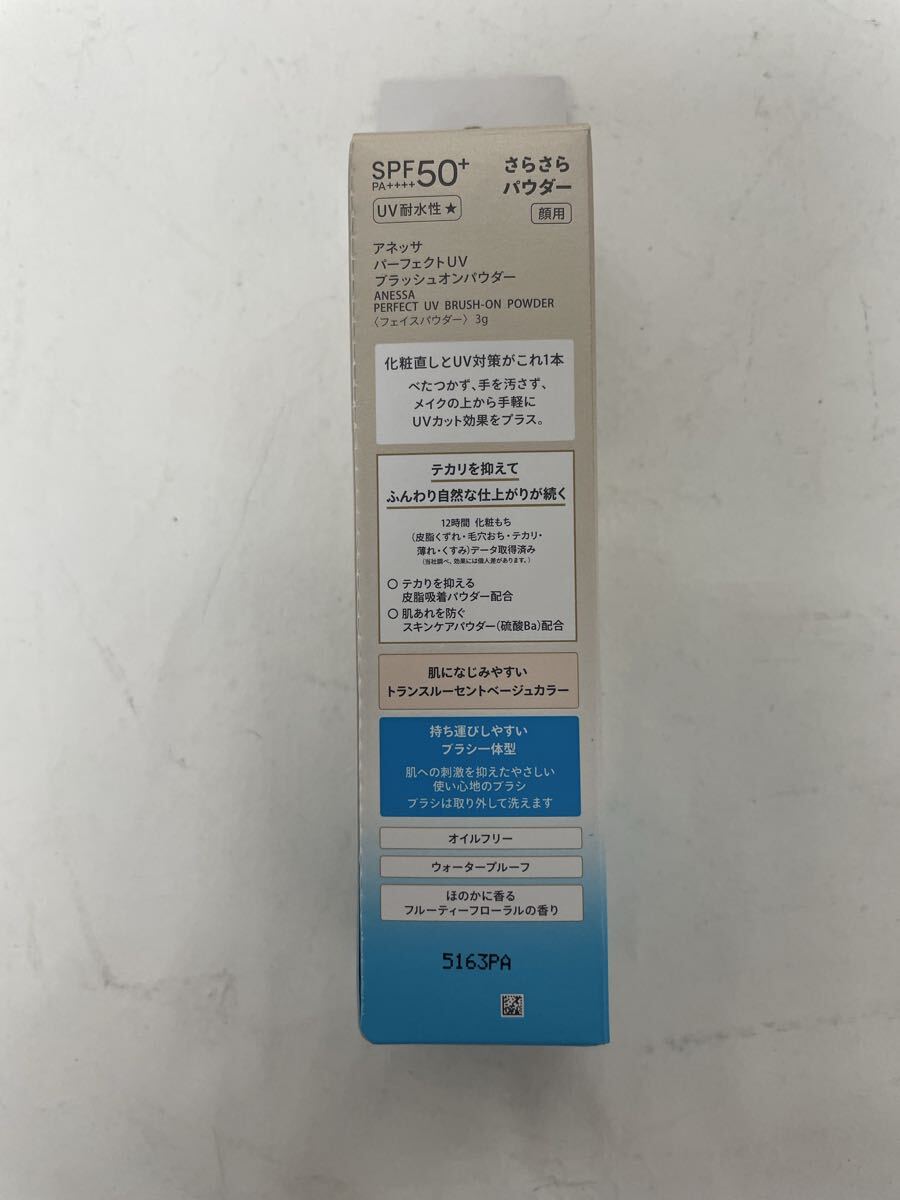 SPF50+
PA++++
UV耐水性★
さらさら
パウダー
顔用
アネッサ
パーフェクトUV
ブラッシュオンパウダー
ANESSA
PERFECT UV BRUSH-ON POWDER
〈フェイスパウダー〉3g
化粧直しとUV対策がこれ1本
べたつかず、手を汚さず、
メイクの上から手軽に
UVカット効果をプラス。
テカリを抑えて
ふんわり自然な仕上がりが続く
12時間 化粧もち
(皮脂くずれ・毛穴おち・テカリ・
薄れ・くすみ)データ取得済み
(当社調べ、効果には個人差があります。)
○ テカりを抑える
皮脂吸着パウダー配合
○ 肌あれを防ぐ
スキンケアパウダー(硫酸Ba)配合
肌になじみやすい
トランスルーセントベージュカラー
持ち運びしやすい
ブラシ一体型
肌への刺激を抑えたやさしい
使い心地のブラシ
ブラシは取り外して洗えます
オイルフリー
ウォータープルーフ
ほのかに香る
フルーティーフローラルの香り
5163PA